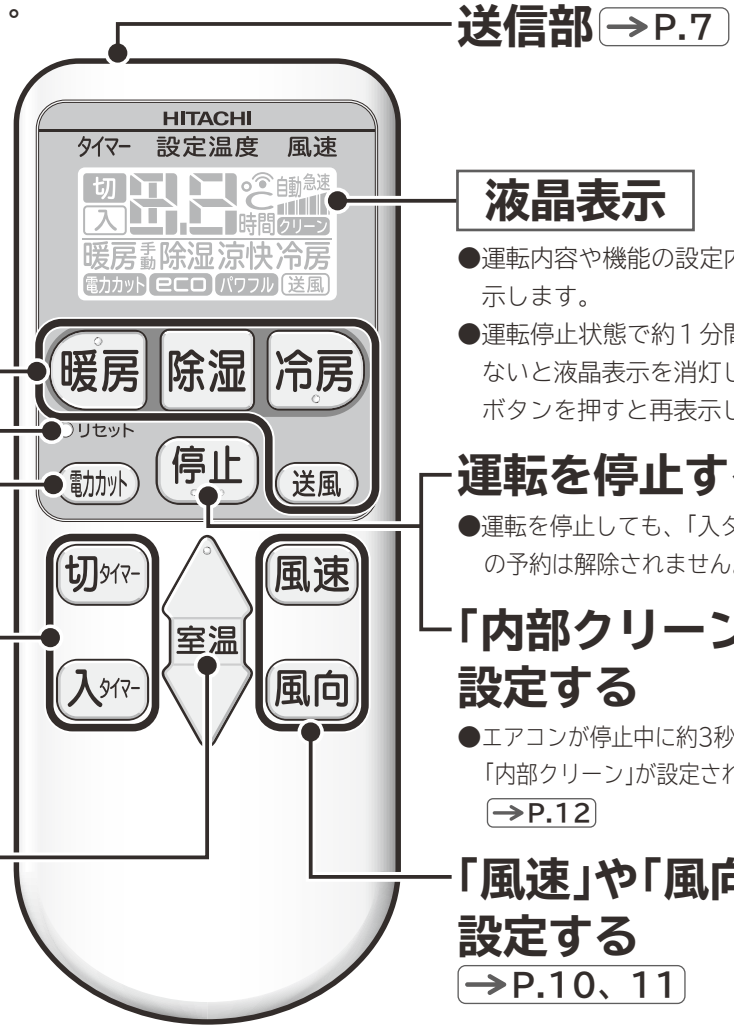 。
送信部 →P.7
HITACHI
タイマー 設定温度 風速
切 8.8 ℃ 自動 急速
入 時間 クリーン
暖房 手動 除湿 涼快 冷房
電力カット eco パワフル 送風
暖房 除湿 冷房
リセット
電力カット 停止 送風
切タイマー 風速
室温
入タイマー 風向
液晶表示
●運転内容や機能の設定内
示します。
●運転停止状態で約1分間
ないと液晶表示を消灯し
ボタンを押すと再表示し
運転を停止す
●運転を停止しても、「入タ
の予約は解除されません
「内部クリーン
設定する
●エアコンが停止中に約3秒
「内部クリーン」が設定され
→P.12
「風速」や「風向
設定する
→P.10、11